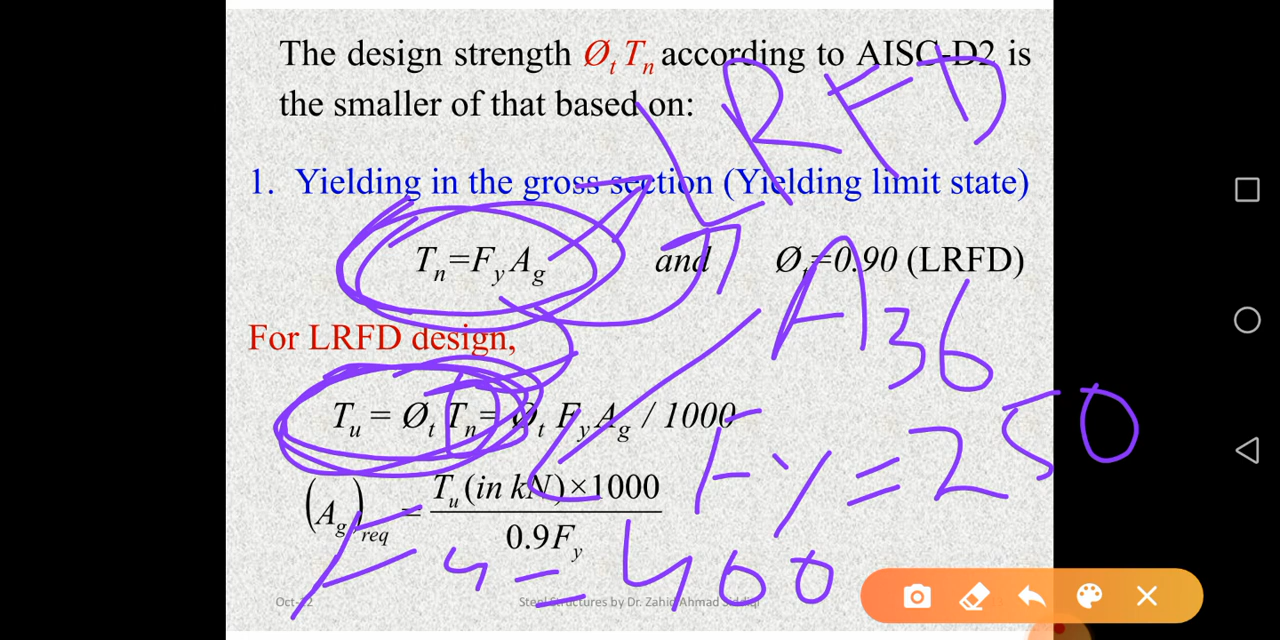 The design strength Øt Tn according to AISC-D2 is
the smaller of that based on:
LRFD
1. Yielding in the gross section (Yielding limit state)
Tn=FyAg and Øt=0.90 (LRFD)
A36
For LRFD design,
Tu = Øt Tn= Øt Fy Ag / 1000
Fy = 250
(Ag)req = Tu (in kN)×1000
0.9Fy
Fu = 400
Oct-12 Steel Structures by Dr. Zahid Ahmad Siddiqi